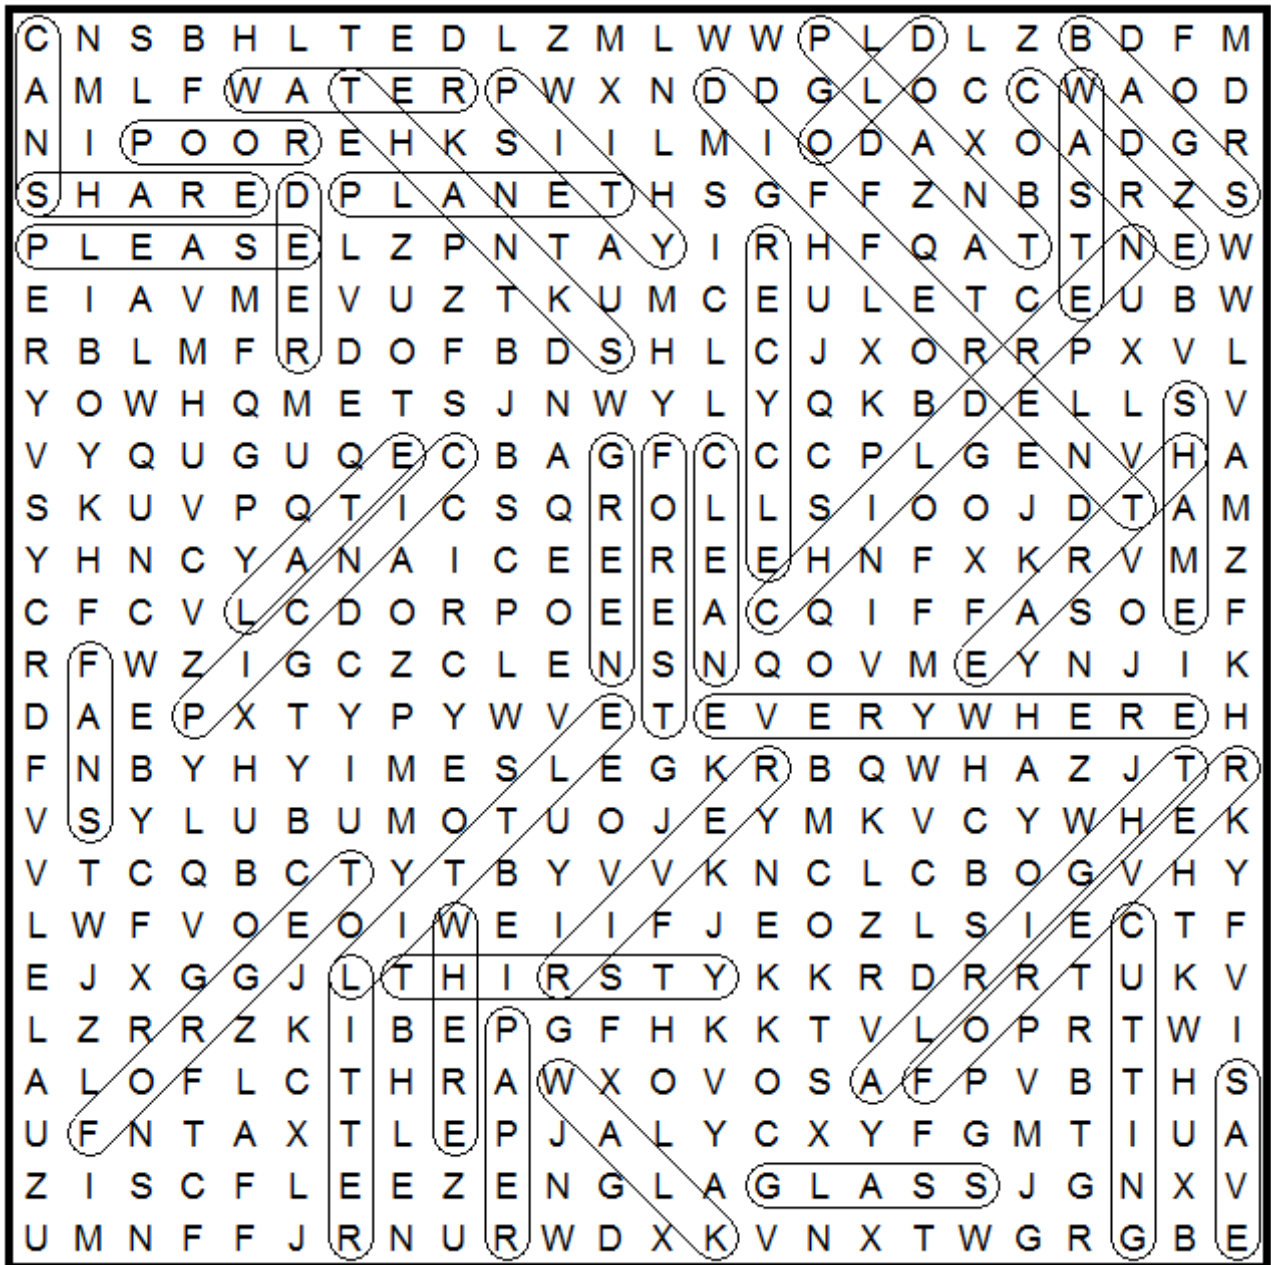 C N S B H L T E D L Z M L W W P L D L Z B D F M
A M L F W A T E R P W X N D D G L O C C W A O D
N I P O O R E H K S I I L M I O D A X O A D G R
S H A R E D P L A N E T H S G F F Z N B S R Z S
P L E A S E L Z P N T A Y I R H F Q A T T N E W
E I A V M E V U Z T K U M C E U L E T C E U B W
R B L M F R D O F B D S H L C J X O R R P X V L
Y O W H Q M E T S J N W Y L Y Q K B D E L L S V
V Y Q U G U Q E C B A G F C C C P L G E N V H A
S K U V P Q T I C S Q R O L L S I O O J D T A M
Y H N C Y A N A I C E E R E E H N F X K R V M Z
C F C V L C D O R P O E E A C Q I F F A S O E F
R F W Z I G C Z C L E N S N Q O V M E Y N J I K
D A E P X T Y P Y W V E T E V E R Y W H E R E H
F N B Y H Y I M E S L E G K R B Q W H A Z J T R
V S Y L U B U M O T U O J E Y M K V C Y W H E K
V T C Q B C T Y T B Y V V K N C L C B O G V H Y
L W F V O E O I W E I I F J E O Z L S I E C T F
E J X G G J L T H I R S T Y K K R D R R T U K V
L Z R R Z K I B E P G F H K K T V L O P R T W I
A L O F L C T H R A W X O V O S A F P V B T H S
U F N T A X T L E P J A L Y C X Y F G M T I U A
Z I S C F L E E Z E N G L A G L A S S J G N X V
U M N F F J R N U R W D X K V N X T W G R G B E